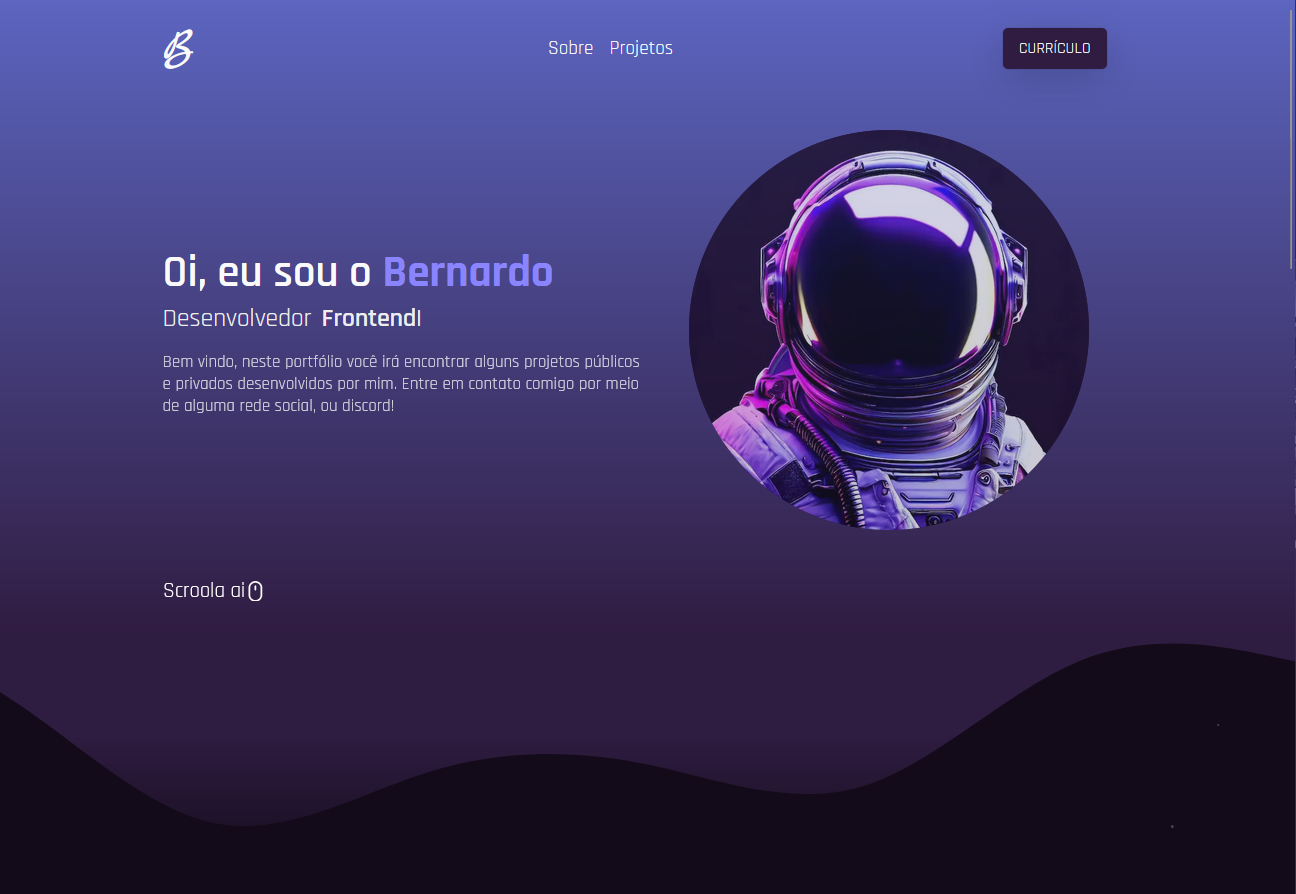 B
Sobre Projetos
CURRÍCULO
Oi, eu sou o Bernardo
Desenvolvedor Frontend|
Bem vindo, neste portfólio você irá encontrar alguns projetos públicos
e privados desenvolvidos por mim. Entre em contato comigo por meio
de alguma rede social, ou discord!
Scroola ai